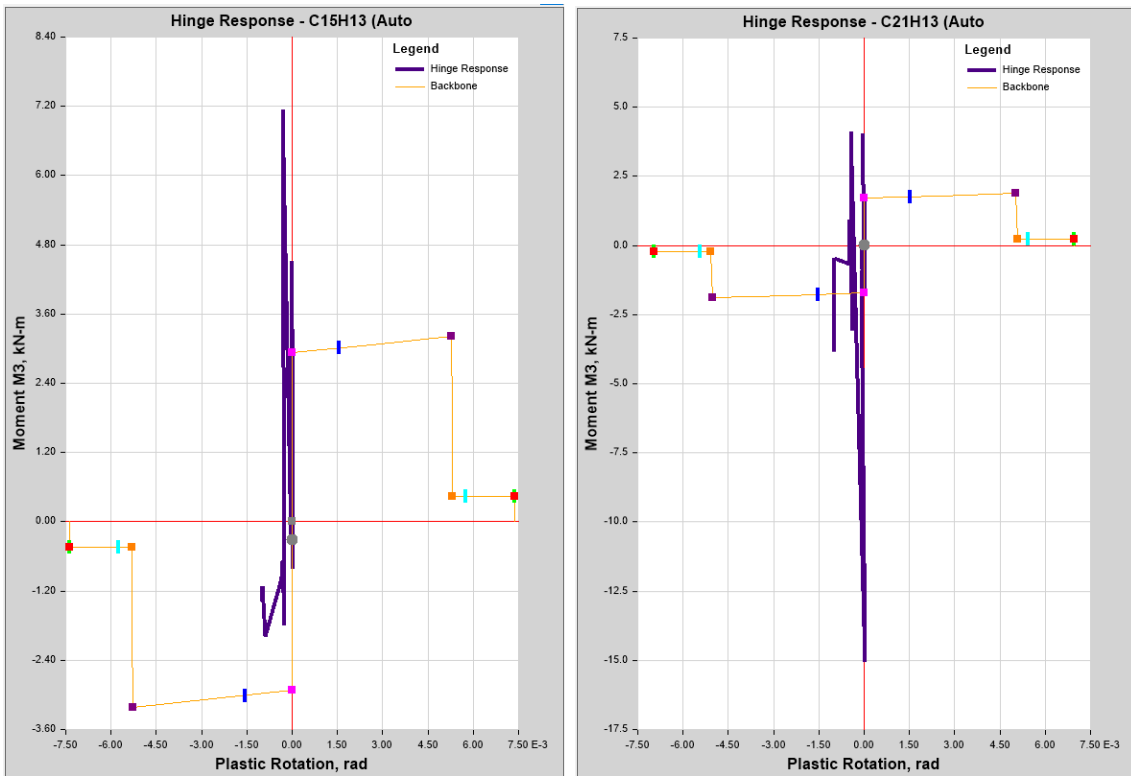 Hinge Response - C15H13 (Auto
Legend
Hinge Response
Backbone
8.40
7.20
6.00
4.80
3.60
2.40
1.20
0.00
-1.20
-2.40
-3.60
Moment M3, kN-m
-7.50 -6.00 -4.50 -3.00 -1.50 0.00 1.50 3.00 4.50 6.00 7.50 E-3
Plastic Rotation, rad
Hinge Response - C21H13 (Auto
Legend
Hinge Response
Backbone
7.5
5.0
2.5
0.0
-2.5
-5.0
-7.5
-10.0
-12.5
-15.0
-17.5
Moment M3, kN-m
-7.50 -6.00 -4.50 -3.00 -1.50 0.00 1.50 3.00 4.50 6.00 7.50 E-3
Plastic Rotation, rad